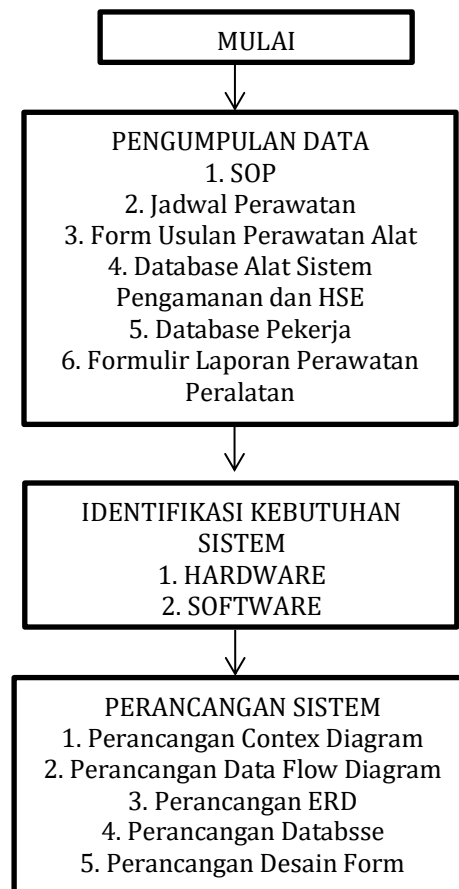 MULAI
PENGUMPULAN DATA
1. SOP
2. Jadwal Perawatan
3. Form Usulan Perawatan Alat
4. Database Alat Sistem
Pengamanan dan HSE
5. Database Pekerja
6. Formulir Laporan Perawatan
Peralatan
IDENTIFIKASI KEBUTUHAN
SISTEM
1. HARDWARE
2. SOFTWARE
PERANCANGAN SISTEM
1. Perancangan Contex Diagram
2. Perancangan Data Flow Diagram
3. Perancangan ERD
4. Perancangan Databsse
5. Perancangan Desain Form